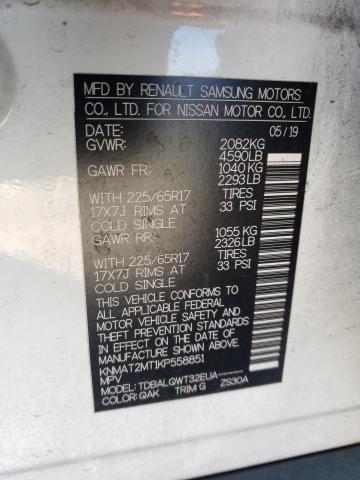 MFD BY RENAULT SAMSUNG MOTORS
CO., LTD. FOR NISSAN MOTOR CO., LTD.
DATE: 05/19
GVWR: 2082KG
4590LB
GAWR FR: 1040 KG
2293LB
WITH 225/65R17 TIRES
17X7J RIMS AT 33 PSI
COLD SINGLE
GAWR RR: 1055 KG
2326LB
WITH 225/65R17 TIRES
17X7J RIMS AT 33 PSI
COLD SINGLE
THIS VEHICLE CONFORMS TO
ALL APPLICABLE FEDERAL
MOTOR VEHICLE SAFETY AND
THEFT PREVENTION STANDARDS
IN EFFECT ON THE DATE OF
MANUFACTURE SHOWN ABOVE.
KNMAT2MT1KP558851
MPV
MODEL: TDBALQWT32EUA-----
COLOR: QAK TRIM: G ZS30A